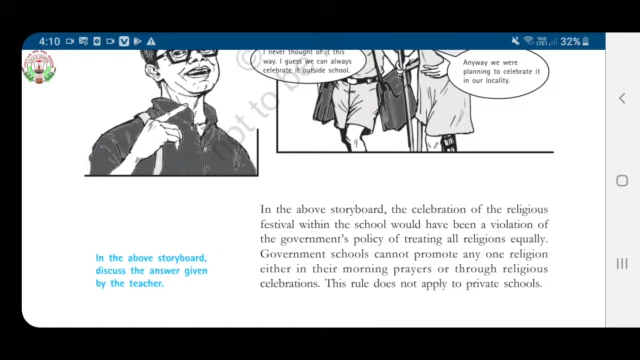 4:10
32%
I never thought of it this
way. I guess we can always
celebrate it outside school.
Anyway we were
planning to celebrate it
in our locality.
not to be
In the above storyboard, the celebration of the religious
festival within the school would have been a violation of
the government's policy of treating all religions equally.
Government schools cannot promote any one religion
either in their morning prayers or through religious
celebrations. This rule does not apply to private schools.
In the above storyboard,
discuss the answer given
by the teacher.